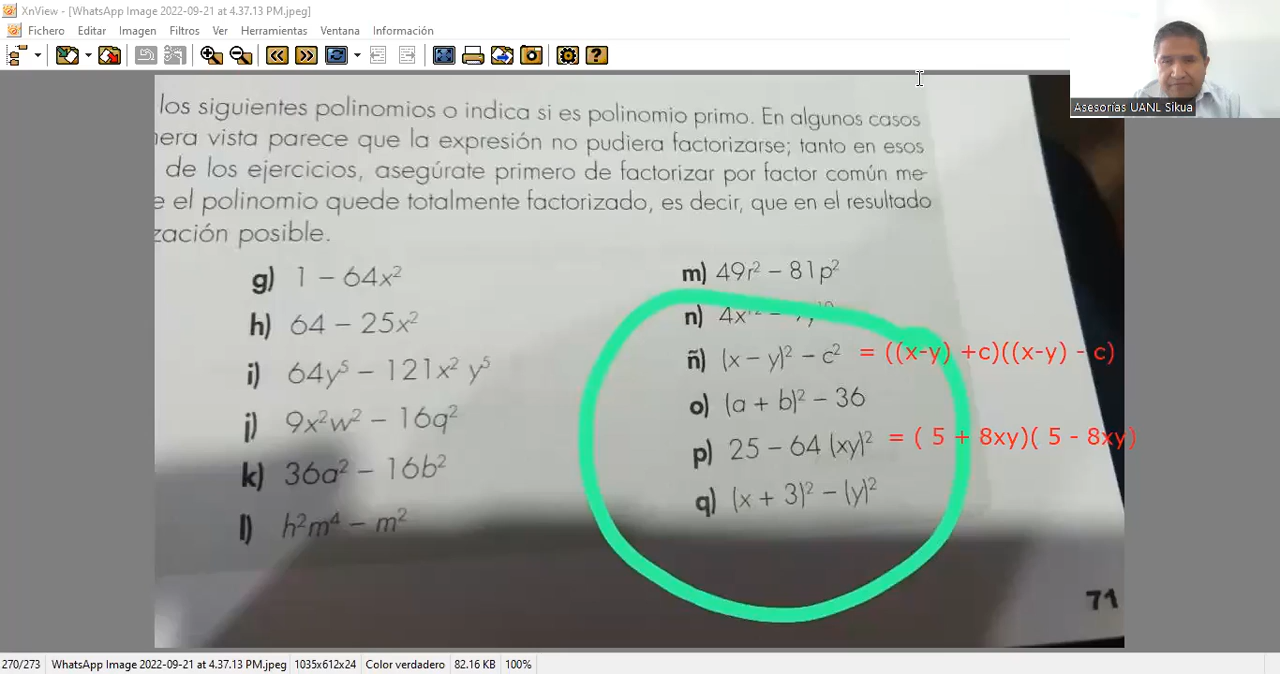 XnView - [WhatsApp Image 2022-09-21 at 4.37.13 PM.jpeg]
Fichero Editar Imagen Filtros Ver Herramientas Ventana Información
Asesorías UANL Sikua
los siguientes polinomios o indica si es polinomio primo. En algunos casos
nera vista parece que la expresión no pudiera factorizarse; tanto en esos
de los ejercicios, asegúrate primero de factorizar por factor común me-
e el polinomio quede totalmente factorizado, es decir, que en el resultado
zación posible.
g) 1 – 64x²
h) 64 – 25x²
i) 64y⁵ – 121x² y⁵
j) 9x²w² – 16q²
k) 36a² – 16b²
l) h²m⁴ – m²
m) 49r² – 81p²
n) 4x
ñ) (x – y)² – c² = ((x-y) +c)((x-y) - c)
o) (a + b)² – 36
p) 25 – 64 (xy)² = ( 5 + 8xy)( 5 - 8xy)
q) (x + 3)² – (y)²
71
270/273 WhatsApp Image 2022-09-21 at 4.37.13 PM.jpeg 1035x612x24 Color verdadero 82.16 KB 100%